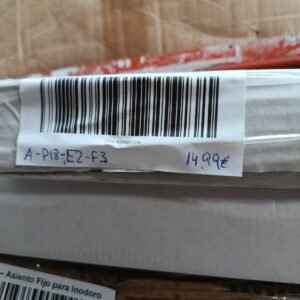 A-P18-E2-F3 14,99€
– Asiento Fijo para Inodoro